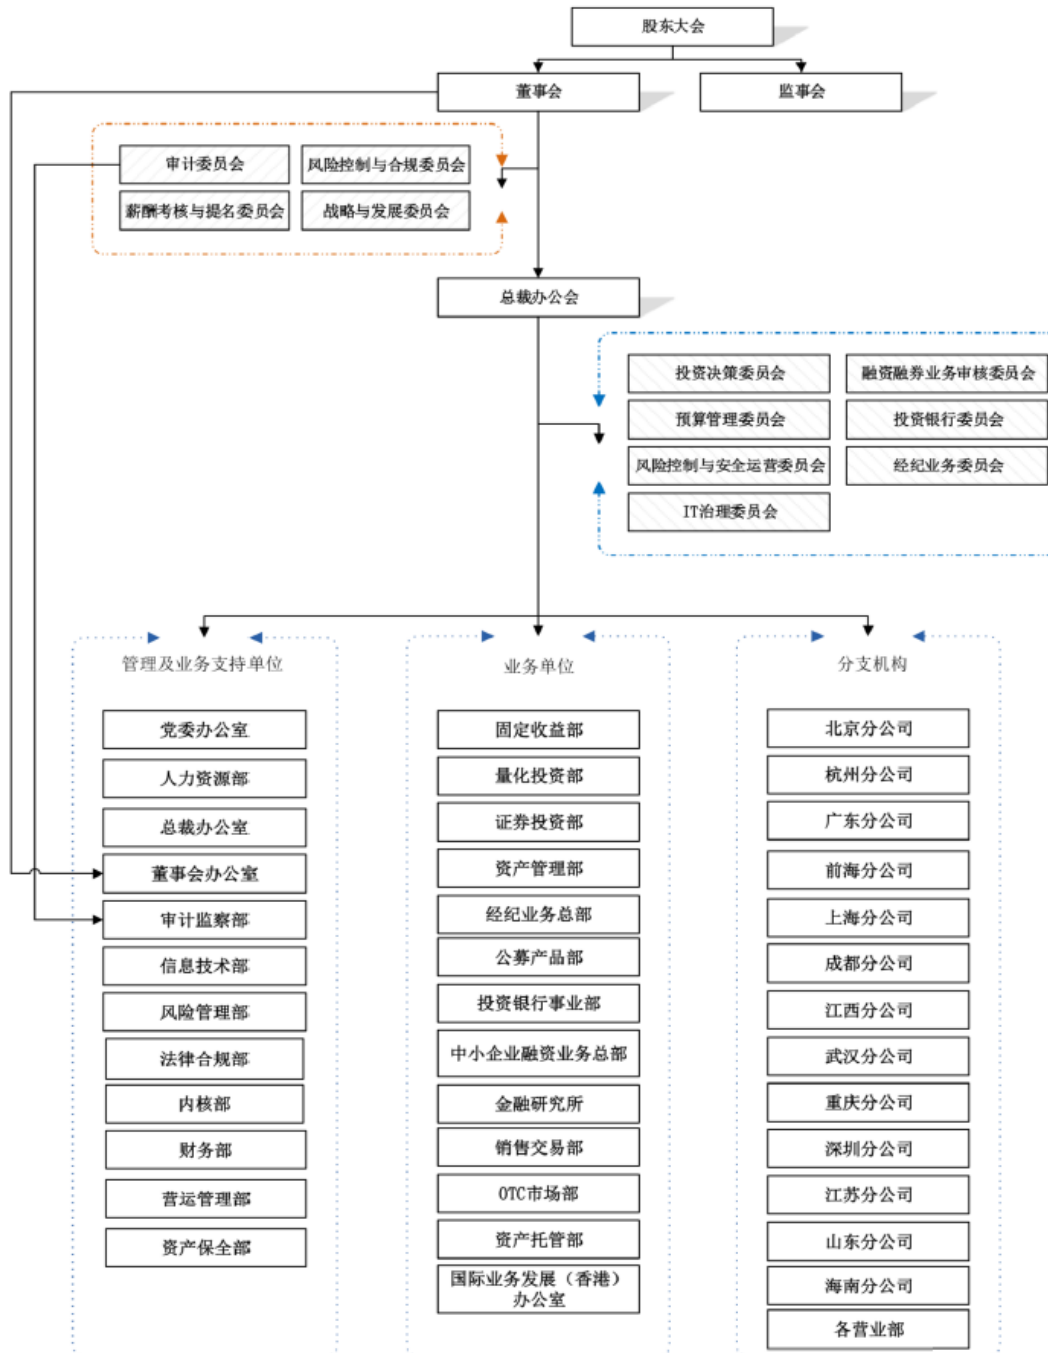 股东大会
董事会
监事会
审计委员会
风险控制与合规委员会
薪酬考核与提名委员会
战略与发展委员会
总裁办公会
投资决策委员会
融资融券业务审核委员会
预算管理委员会
投资银行委员会
风险控制与安全运营委员会
经纪业务委员会
IT治理委员会
管理及业务支持单位
党委办公室
人力资源部
总裁办公室
董事会办公室
审计监察部
信息技术部
风险管理部
法律合规部
内核部
财务部
营运管理部
资产保全部
业务单位
固定收益部
量化投资部
证券投资部
资产管理部
经纪业务总部
公募产品部
投资银行事业部
中小企业融资业务总部
金融研究所
销售交易部
OTC市场部
资产托管部
国际业务发展（香港）
办公室
分支机构
北京分公司
杭州分公司
广东分公司
前海分公司
上海分公司
成都分公司
江西分公司
武汉分公司
重庆分公司
深圳分公司
江苏分公司
山东分公司
海南分公司
各营业部